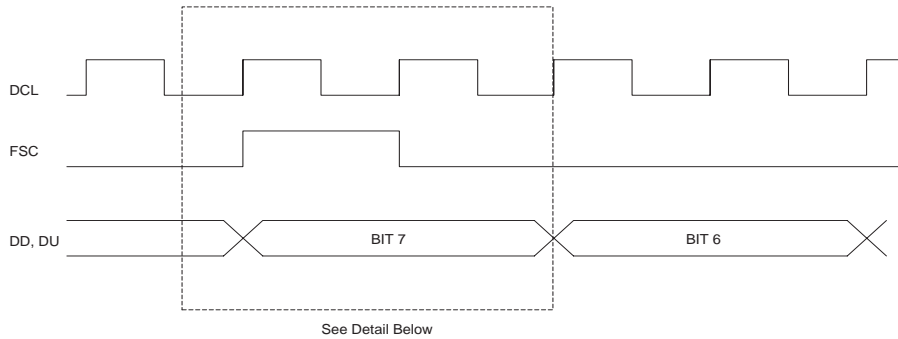 DCL
FSC
DD, DU
BIT 7
BIT 6
See Detail Below